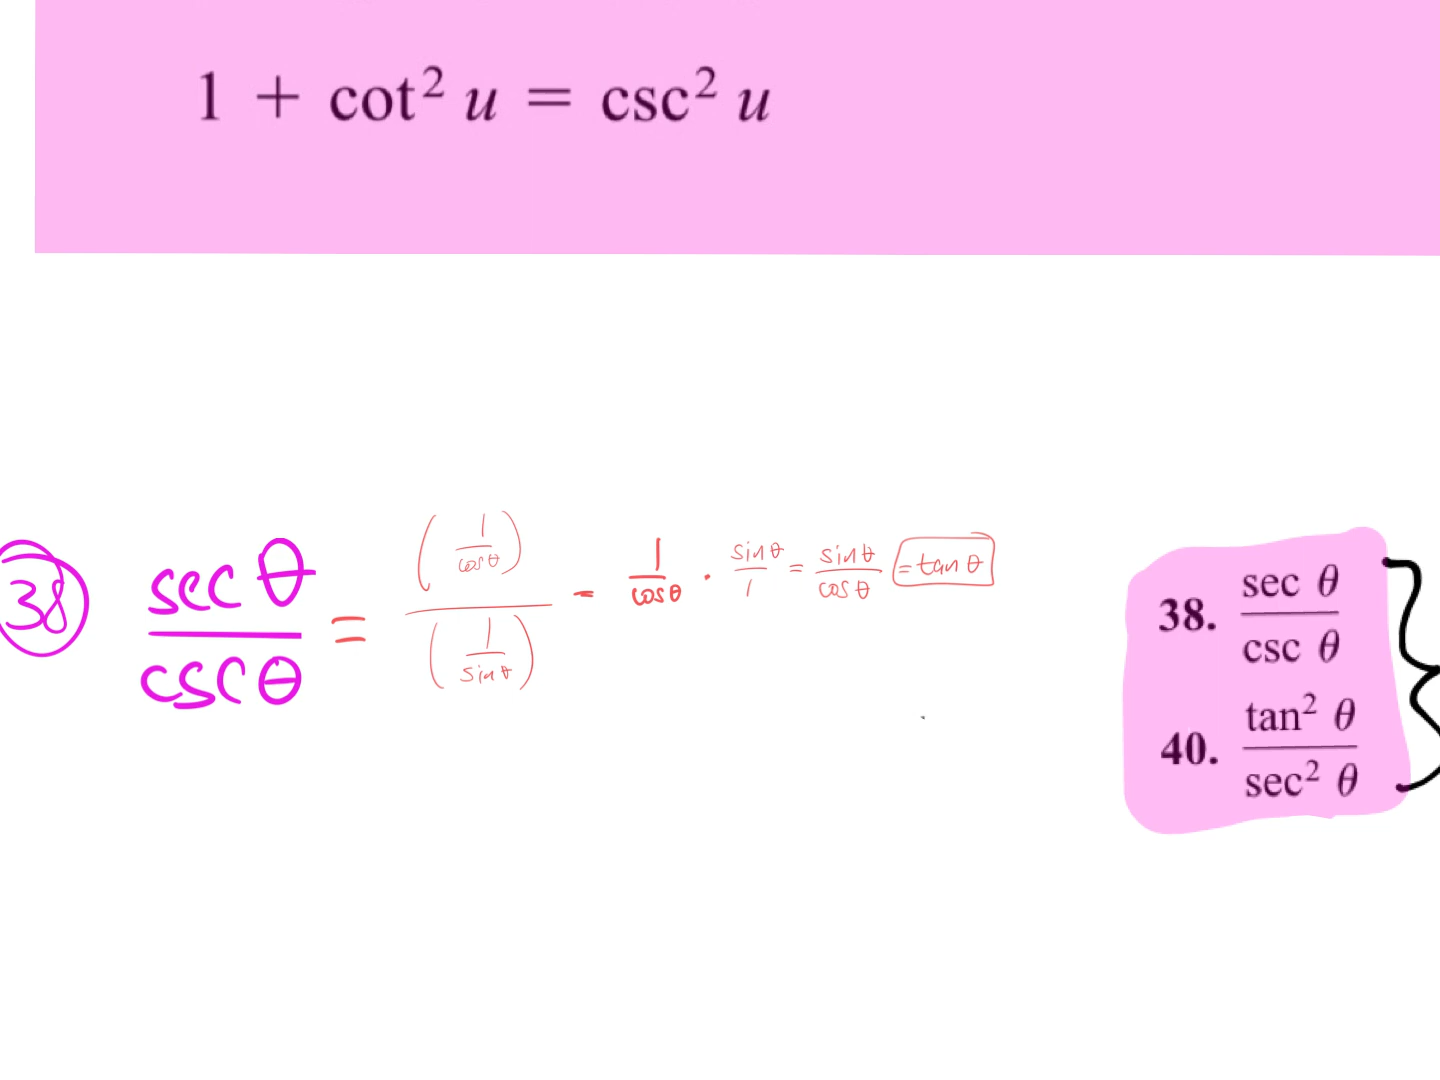 1 + cot² u = csc² u
38 sec θ / csc θ = (1 / cos θ) / (1 / sin θ) - 1 / cos θ · sin θ / 1 = sin θ / cos θ = tan θ
38. sec θ / csc θ
40. tan² θ / sec² θ